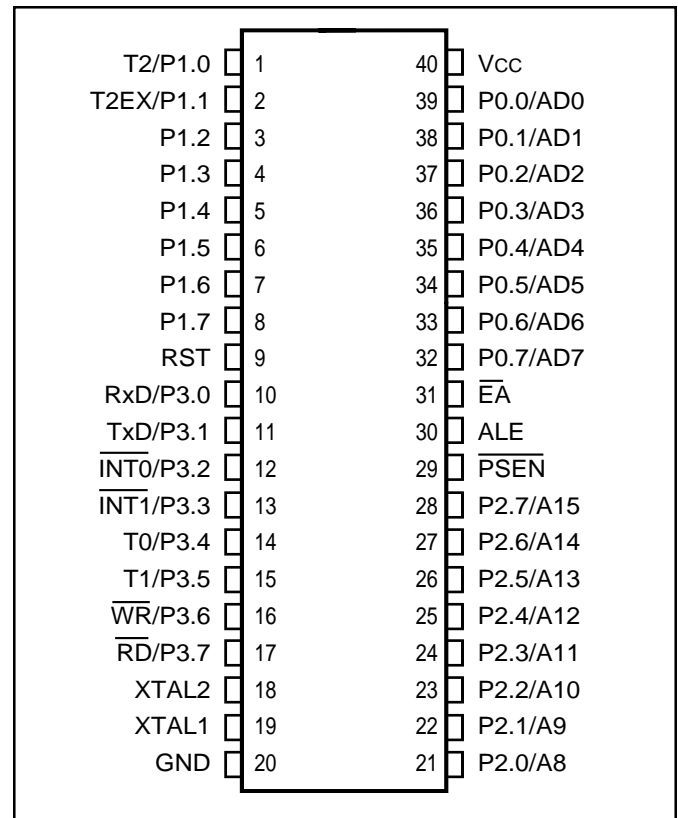 T2/P1.0 1 40 Vcc
T2EX/P1.1 2 39 P0.0/AD0
P1.2 3 38 P0.1/AD1
P1.3 4 37 P0.2/AD2
P1.4 5 36 P0.3/AD3
P1.5 6 35 P0.4/AD4
P1.6 7 34 P0.5/AD5
P1.7 8 33 P0.6/AD6
RST 9 32 P0.7/AD7
RxD/P3.0 10 31 E̅A̅
TxD/P3.1 11 30 ALE
I̅N̅T̅0̅/P3.2 12 29 P̅S̅E̅N̅
I̅N̅T̅1̅/P3.3 13 28 P2.7/A15
T0/P3.4 14 27 P2.6/A14
T1/P3.5 15 26 P2.5/A13
W̅R̅/P3.6 16 25 P2.4/A12
R̅D̅/P3.7 17 24 P2.3/A11
XTAL2 18 23 P2.2/A10
XTAL1 19 22 P2.1/A9
GND 20 21 P2.0/A8